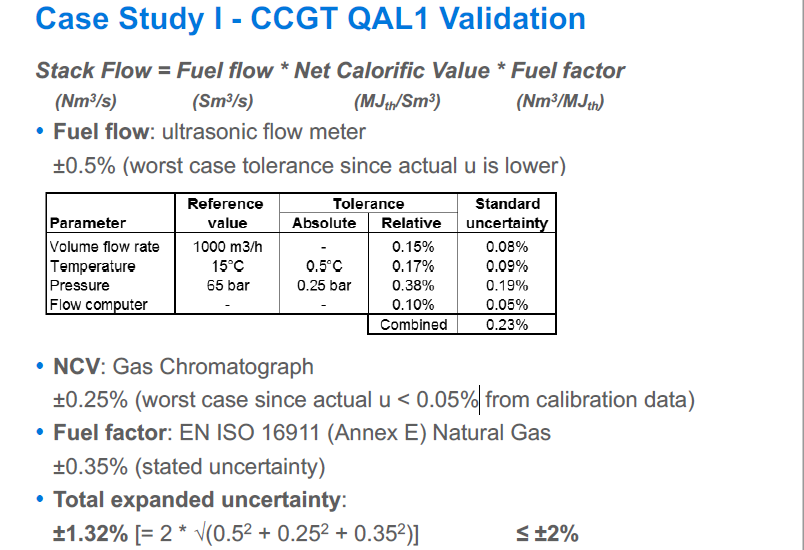 Case Study I - CCGT QAL1 Validation
Stack Flow = Fuel flow * Net Calorific Value * Fuel factor
(Nm³/s) (Sm³/s) (MJth/Sm³) (Nm³/MJth)
• Fuel flow: ultrasonic flow meter
±0.5% (worst case tolerance since actual u is lower)
Reference Tolerance Standard
Parameter value Absolute Relative uncertainty
Volume flow rate 1000 m3/h - 0.15% 0.08%
Temperature 15°C 0.5°C 0.17% 0.09%
Pressure 65 bar 0.25 bar 0.38% 0.19%
Flow computer - - 0.10% 0.05%
Combined 0.23%
• NCV: Gas Chromatograph
±0.25% (worst case since actual u < 0.05% from calibration data)
• Fuel factor: EN ISO 16911 (Annex E) Natural Gas
±0.35% (stated uncertainty)
• Total expanded uncertainty:
±1.32% [= 2 * √(0.5² + 0.25² + 0.35²)] ≤ ±2%